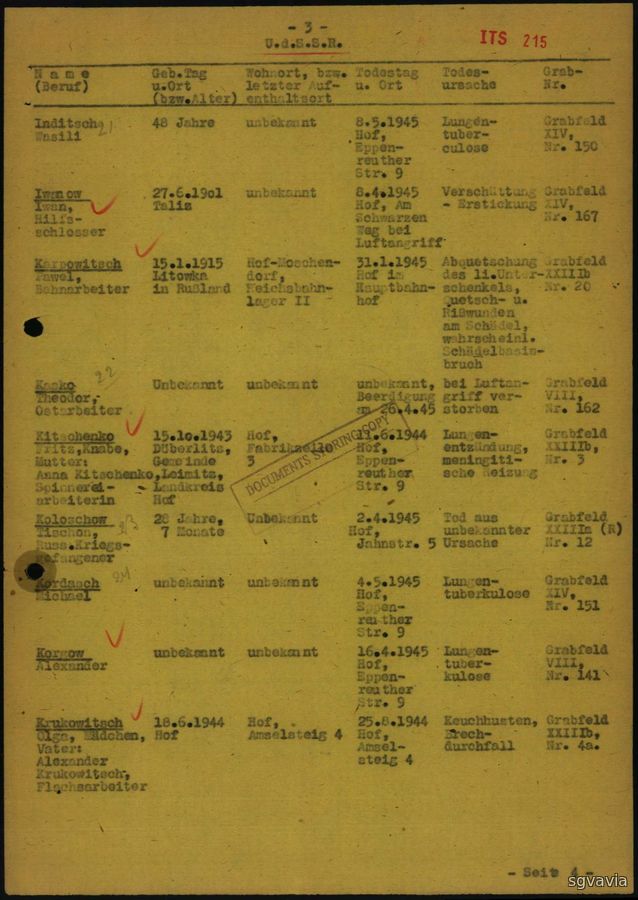 - 3 -
U.d.S.S.R.
ITS 215
Name Geb.Tag Wohnort, bzw. Todestag Todes- Grab-
(Beruf) u.Ort letzter Auf- u. Ort ursache Nr.
(bzw.Alter) enthaltsort
Inditsch 21 48 Jahre unbekannt 8.5.1945 Lungen- Grabfeld
Wasili Hof, tuber- XIV,
Eppen- culose Nr. 150
reuther
Str. 9
Iwanow 27.6.1901 unbekannt 8.4.1945 Verschüttung Grabfeld
Iwan, Taliz Hof, Am - Erstickung XIV,
Hilfs- Schwarzen Nr. 167
schlosser Weg bei
Luftangriff
Karpowitsch 15.1.1915 Hof-Moschen- 31.1.1945 Abquetschung Grabfeld
Pawel, Litowka dorf, Hof im des li.Unter- XXIIIb
Bahnarbeiter in Rußland Reichsbahn- Hauptbahn- schenkels, Nr. 20
lager II hof Quetsch- u.
Rißwunden
am Schädel,
wahrscheinl.
Schädelbasis-
bruch
22
Kasko Unbekannt unbekannt unbekannt, bei Luftan- Grabfeld
Theodor, Beerdigung griff ver- VIII,
Ostarbeiter am 26.4.45 storben Nr. 162
Kitschenko 15.10.1943 Hof, 11.6.1944 Lungen- Grabfeld
Fritz,Knabe, Düberlitz, Fabrikzeile Hof, entzündung, XXIIIb,
Mutter: Gemeinde 3 Eppen- meningiti- Nr. 3
Anna Kitschenko, Leimitz, reuther sche Reizung
Spinnerei- Landkreis Str. 9
arbeiterin Hof
DOCUMENTS STORING COPY
Koloschow 28 Jahre, Unbekannt 2.4.1945 Tod aus Grabfeld
Tischon, 23 7 Monate Hof, unbekannter XXIIIa (R)
Russ.Kriegs- Jahnstr. 5 Ursache Nr. 12
gefangener
Kordasch 24 unbekannt unbekannt 4.5.1945 Lungen- Grabfeld
Michael Hof, tuberkulose XIV,
Eppen- Nr. 151
reuther
Str. 9
Korgow unbekannt unbekannt 16.4.1945 Lungen- Grabfeld
Alexander Hof, tuber- VIII,
Eppen- kulose Nr. 141
reuther
Str. 9
Krukowitsch 18.6.1944 Hof, 25.8.1944 Keuchhusten, Grabfeld
Olga, Mädchen, Hof Amselsteig 4 Hof, Brech- XXIIIb,
Vater: Amsel- durchfall Nr. 4a.
Alexander steig 4
Krukowitsch,
Flachsarbeiter
- Seite 4 -
sgvavia